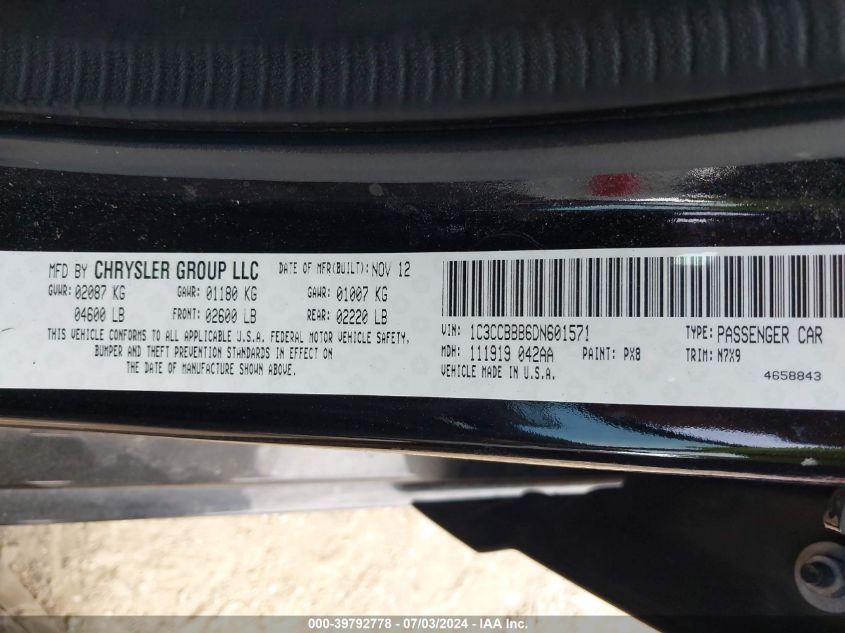 MFD BY CHRYSLER GROUP LLC DATE OF MFR(BUILT): NOV 12
GVWR: 02087 KG GAWR: 01180 KG GAWR: 01007 KG
04600 LB FRONT: 02600 LB REAR: 02220 LB
THIS VEHICLE CONFORMS TO ALL APPLICABLE U.S.A. FEDERAL MOTOR VEHICLE SAFETY,
BUMPER AND THEFT PREVENTION STANDARDS IN EFFECT ON
THE DATE OF MANUFACTURE SHOWN ABOVE.
VIN: 1C3CCBBB6DN601571 TYPE: PASSENGER CAR
MDH: 111919 042AA PAINT: PX8 TRIM: N7X9
VEHICLE MADE IN U.S.A.
4658843
000-39792778 / 07/03/2024 / IAAI.COM